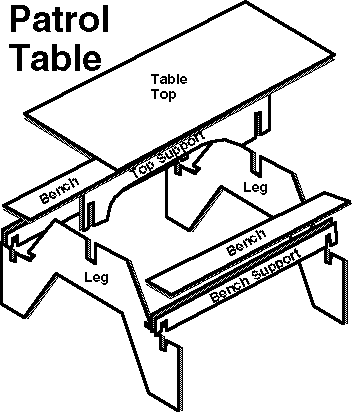 Patrol
Table
Table
Top
Top Support
Bench
Leg
Bench
Leg
Bench Support